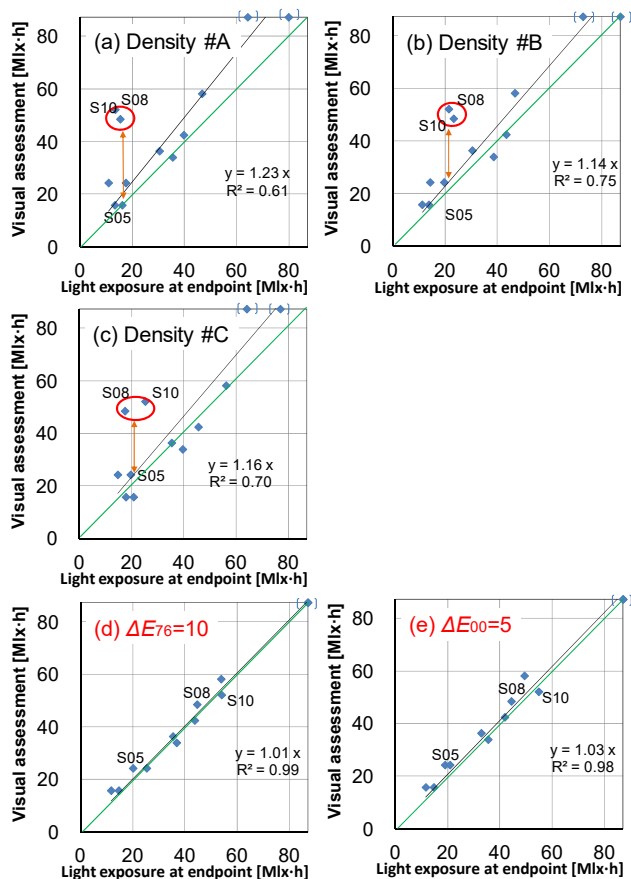 (a) Density #A
Visual assessment [Mlx·h]
80
60
40
20
0
S08
S10
S05
y = 1.23 x
R² = 0.61
0 20 40 60 80
Light exposure at endpoint [Mlx·h]
(b) Density #B
Visual assessment [Mlx·h]
80
60
40
20
0
S08
S10
S05
y = 1.14 x
R² = 0.75
0 20 40 60 80
Light exposure at endpoint [Mlx·h]
(c) Density #C
Visual assessment [Mlx·h]
80
60
40
20
0
S08 S10
S05
y = 1.16 x
R² = 0.70
0 20 40 60 80
Light exposure at endpoint [Mlx·h]
(d) ΔE76=10
Visual assessment [Mlx·h]
80
60
40
20
0
S08
S10
S05
y = 1.01 x
R² = 0.99
0 20 40 60 80
Light exposure at endpoint [Mlx·h]
(e) ΔE00=5
Visual assessment [Mlx·h]
80
60
40
20
0
S08
S10
S05
y = 1.03 x
R² = 0.98
0 20 40 60 80
Light exposure at endpoint [Mlx·h]